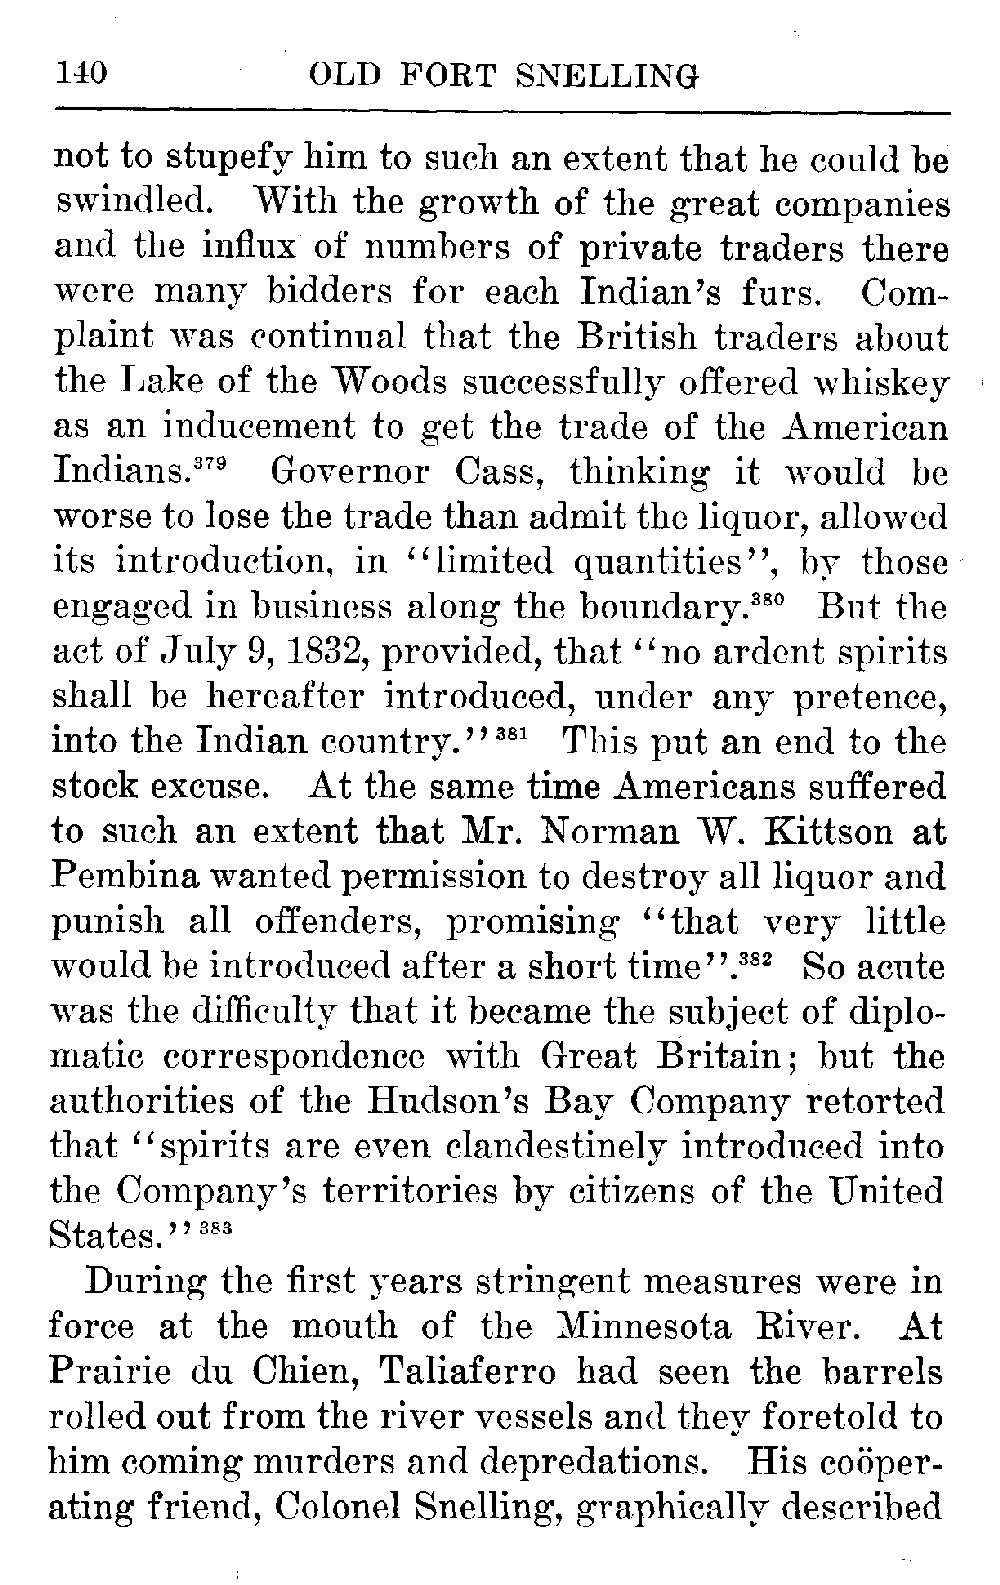 140 OLD FORT SNELLING
not to stupefy him to such an extent that he could be
swindled. With the growth of the great companies
and the influx of numbers of private traders there
were many bidders for each Indian's furs. Com-
plaint was continual that the British traders about
the Lake of the Woods successfully offered whiskey
as an inducement to get the trade of the American
Indians.³⁷⁹ Governor Cass, thinking it would be
worse to lose the trade than admit the liquor, allowed
its introduction, in "limited quantities", by those
engaged in business along the boundary.³⁸⁰ But the
act of July 9, 1832, provided, that "no ardent spirits
shall be hereafter introduced, under any pretence,
into the Indian country."³⁸¹ This put an end to the
stock excuse. At the same time Americans suffered
to such an extent that Mr. Norman W. Kittson at
Pembina wanted permission to destroy all liquor and
punish all offenders, promising "that very little
would be introduced after a short time".³⁸² So acute
was the difficulty that it became the subject of diplo-
matic correspondence with Great Britain; but the
authorities of the Hudson's Bay Company retorted
that "spirits are even clandestinely introduced into
the Company's territories by citizens of the United
States."³⁸³
During the first years stringent measures were in
force at the mouth of the Minnesota River. At
Prairie du Chien, Taliaferro had seen the barrels
rolled out from the river vessels and they foretold to
him coming murders and depredations. His coöper-
ating friend, Colonel Snelling, graphically described